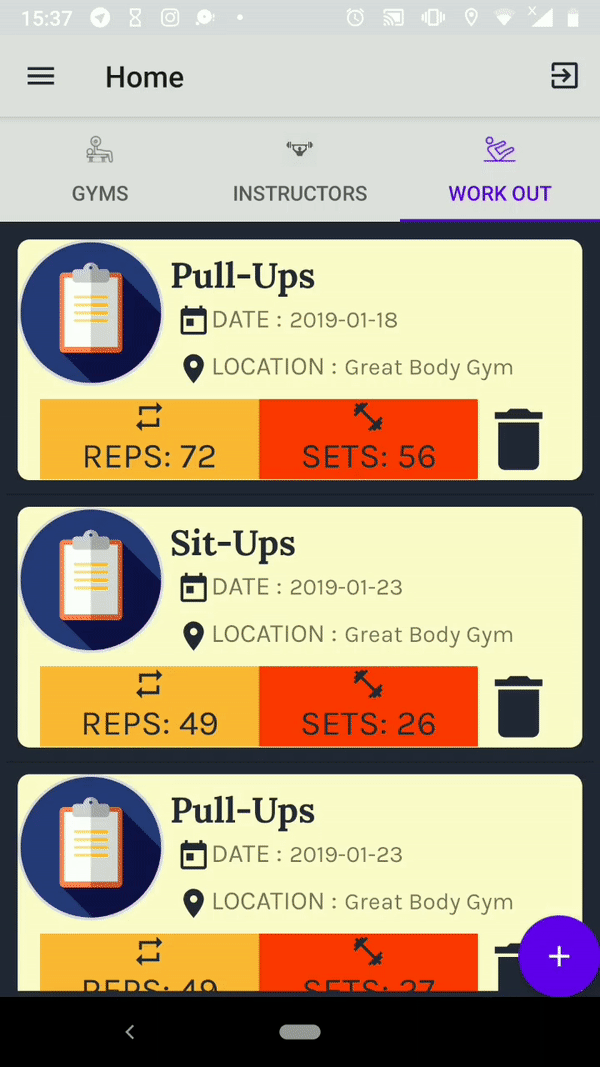 15:37
Home
GYMS INSTRUCTORS WORK OUT
Pull-Ups
DATE : 2019-01-18
LOCATION : Great Body Gym
REPS: 72 SETS: 56
Sit-Ups
DATE : 2019-01-23
LOCATION : Great Body Gym
REPS: 49 SETS: 26
Pull-Ups
DATE : 2019-01-23
LOCATION : Great Body Gym
REPS: 49 SETS: 27
+